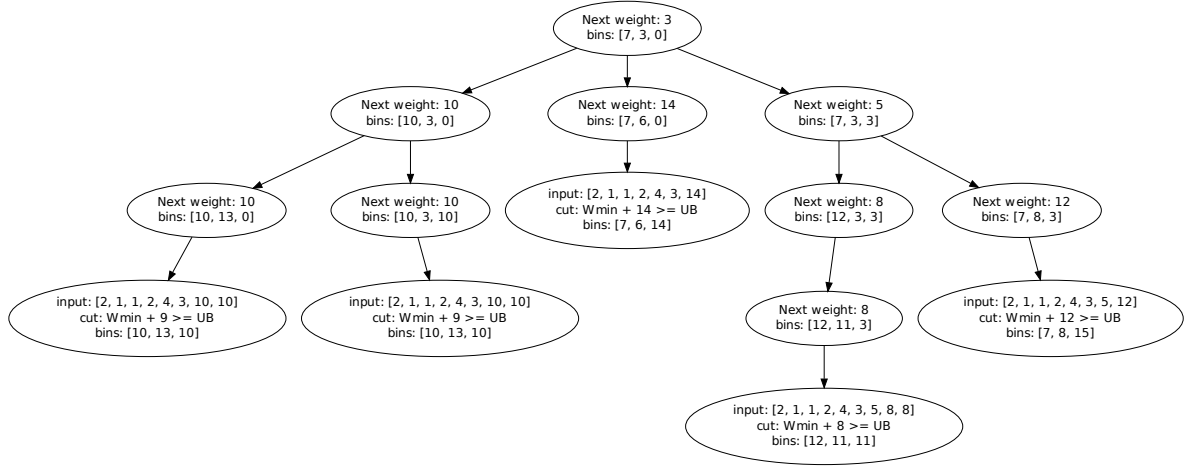 Next weight: 3
bins: [7, 3, 0]
Next weight: 10
bins: [10, 3, 0]
Next weight: 14
bins: [7, 6, 0]
Next weight: 5
bins: [7, 3, 3]
Next weight: 10
bins: [10, 13, 0]
Next weight: 10
bins: [10, 3, 10]
input: [2, 1, 1, 2, 4, 3, 14]
cut: Wmin + 14 >= UB
bins: [7, 6, 14]
Next weight: 8
bins: [12, 3, 3]
Next weight: 12
bins: [7, 8, 3]
input: [2, 1, 1, 2, 4, 3, 10, 10]
cut: Wmin + 9 >= UB
bins: [10, 13, 10]
input: [2, 1, 1, 2, 4, 3, 10, 10]
cut: Wmin + 9 >= UB
bins: [10, 13, 10]
Next weight: 8
bins: [12, 11, 3]
input: [2, 1, 1, 2, 4, 3, 5, 12]
cut: Wmin + 12 >= UB
bins: [7, 8, 15]
input: [2, 1, 1, 2, 4, 3, 5, 8, 8]
cut: Wmin + 8 >= UB
bins: [12, 11, 11]